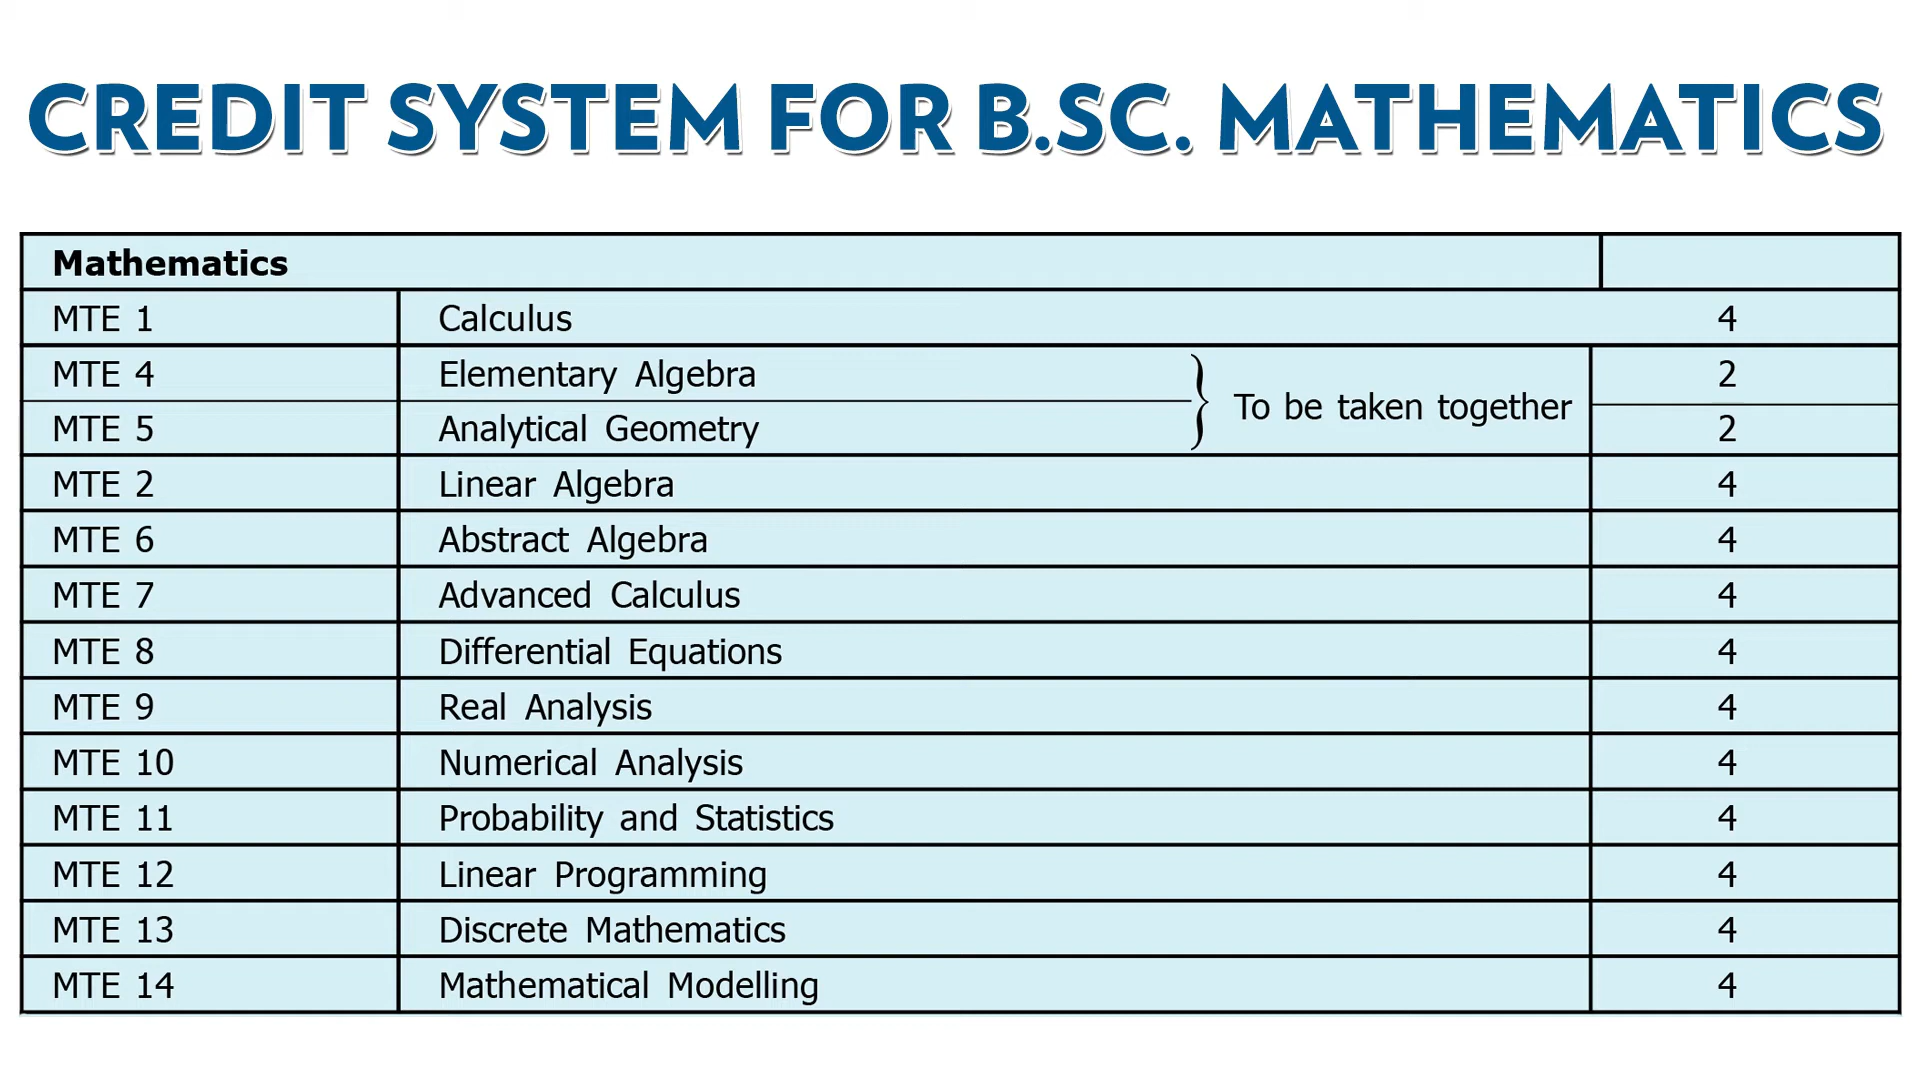 CREDIT SYSTEM FOR B.SC. MATHEMATICS
Mathematics
MTE 1 Calculus 4
MTE 4 Elementary Algebra } To be taken together 2
MTE 5 Analytical Geometry 2
MTE 2 Linear Algebra 4
MTE 6 Abstract Algebra 4
MTE 7 Advanced Calculus 4
MTE 8 Differential Equations 4
MTE 9 Real Analysis 4
MTE 10 Numerical Analysis 4
MTE 11 Probability and Statistics 4
MTE 12 Linear Programming 4
MTE 13 Discrete Mathematics 4
MTE 14 Mathematical Modelling 4